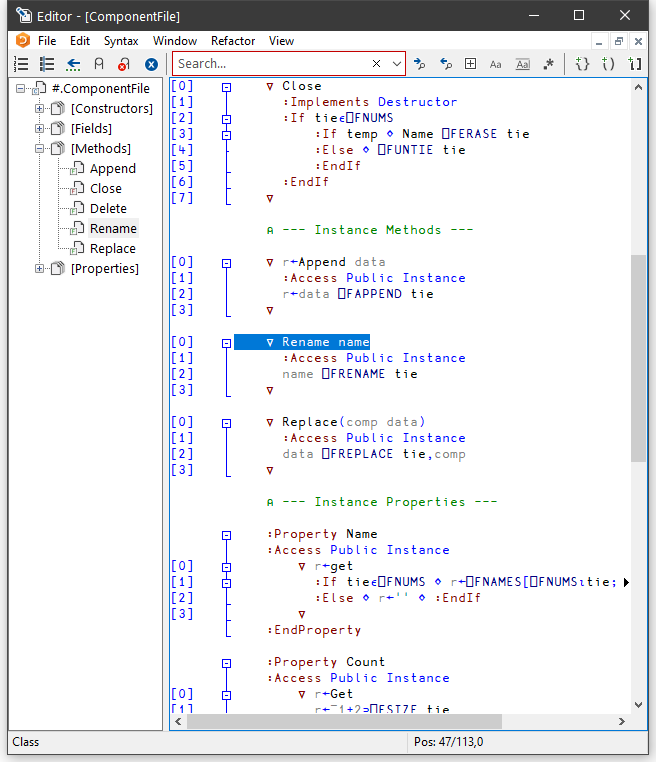 Editor - [ComponentFile]
File Edit Syntax Window Refactor View
Search...
Aa Aa .* {} () []
#.ComponentFile
[Constructors]
[Fields]
[Methods]
Append
Close
Delete
Rename
Replace
[Properties]
[0] ∇ Close
[1] :Implements Destructor
[2] :If tie∊⎕FNUMS
[3] :If temp ⋄ Name ⎕FERASE tie
[4] :Else ⋄ ⎕FUNTIE tie
[5] :EndIf
[6] :EndIf
[7] ∇
⍝ --- Instance Methods ---
[0] ∇ r←Append data
[1] :Access Public Instance
[2] r←data ⎕FAPPEND tie
[3] ∇
[0] ∇ Rename name
[1] :Access Public Instance
[2] name ⎕FRENAME tie
[3] ∇
[0] ∇ Replace(comp data)
[1] :Access Public Instance
[2] data ⎕FREPLACE tie,comp
[3] ∇
⍝ --- Instance Properties ---
:Property Name
:Access Public Instance
[0] ∇ r←get
[1] :If tie∊⎕FNUMS ⋄ r←⎕FNAMES[⎕FNUMS⍳tie;
[2] :Else ⋄ r←'' ⋄ :EndIf
[3] ∇
:EndProperty
:Property Count
:Access Public Instance
[0] ∇ r←Get
[1] r←¯1+2⊃⎕FSIZE tie
Class
Pos: 47/113,0